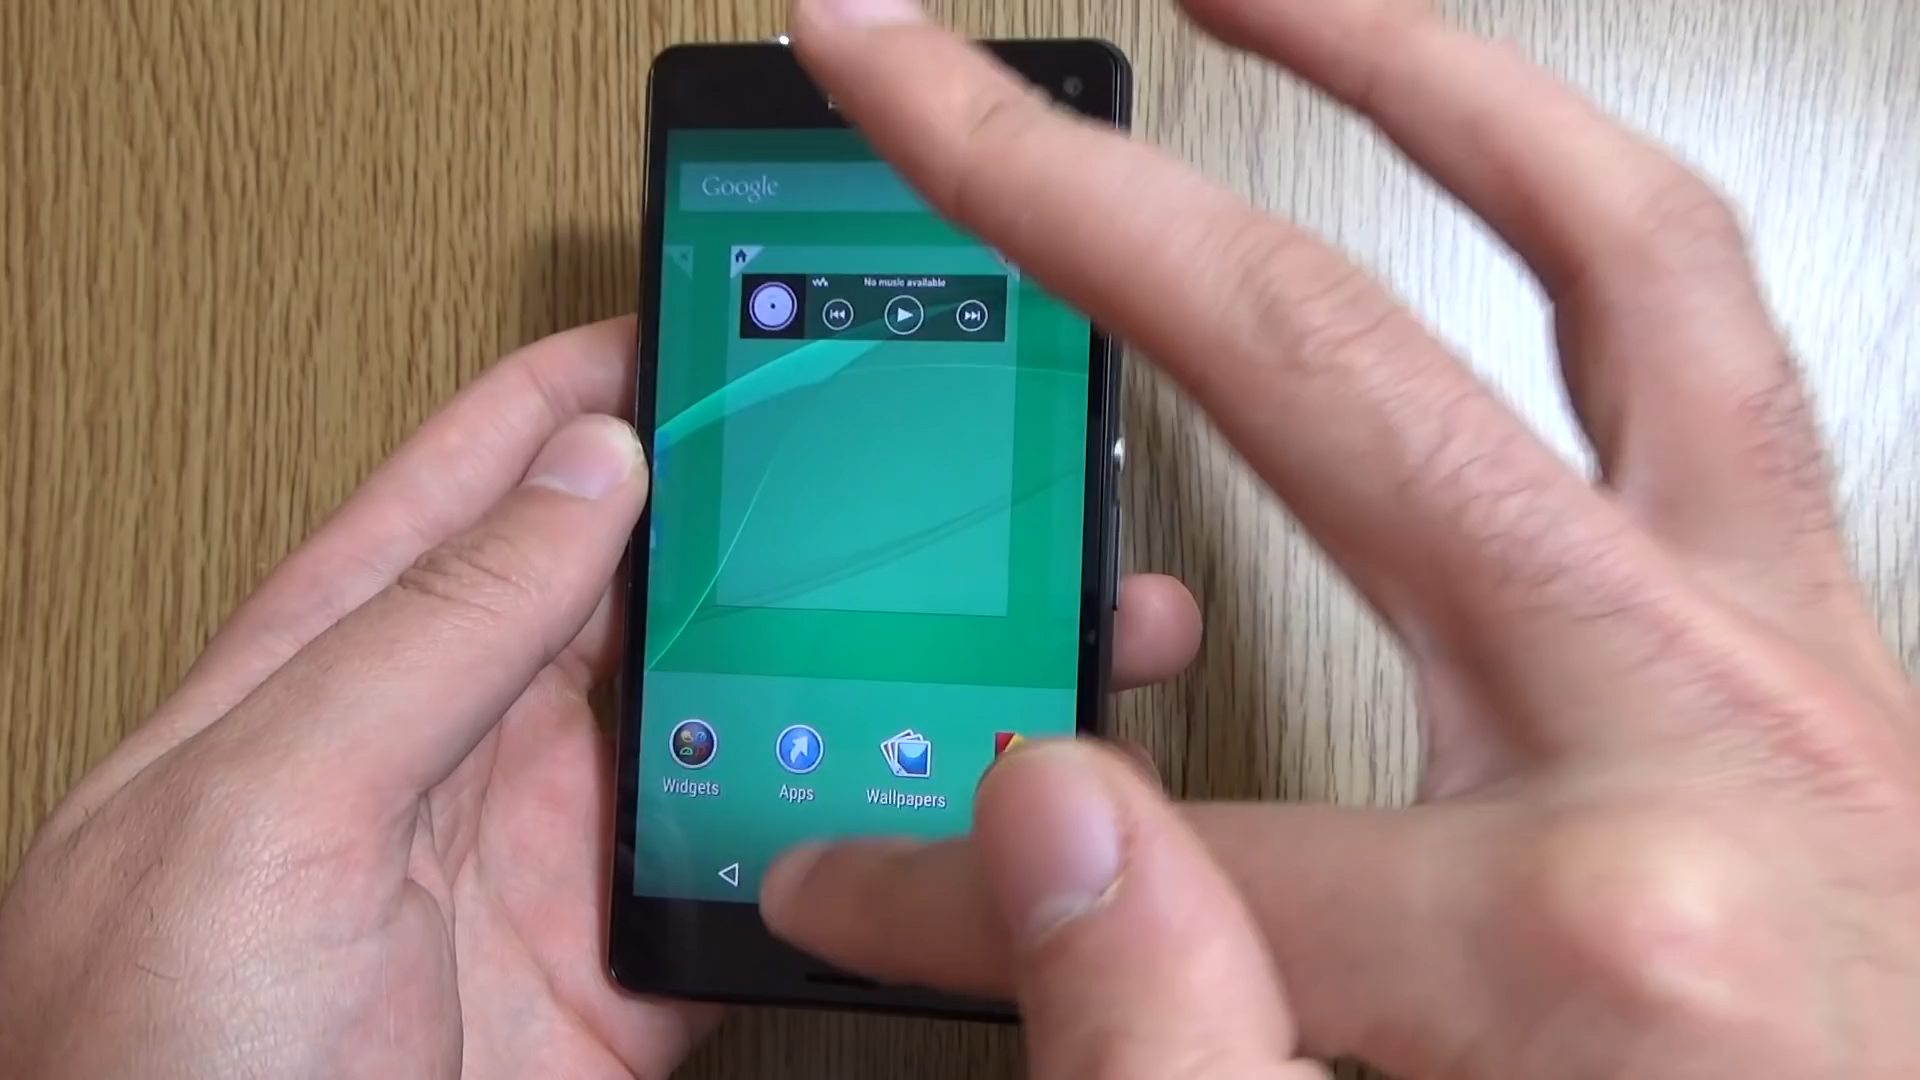 Google
No music available
Widgets
Apps
Wallpapers